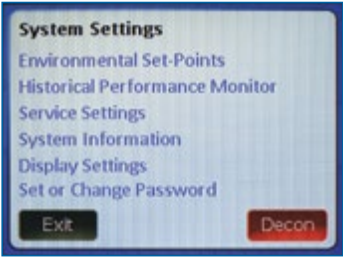 System Settings
Environmental Set-Points
Historical Performance Monitor
Service Settings
System Information
Display Settings
Set or Change Password
Exit
Decon